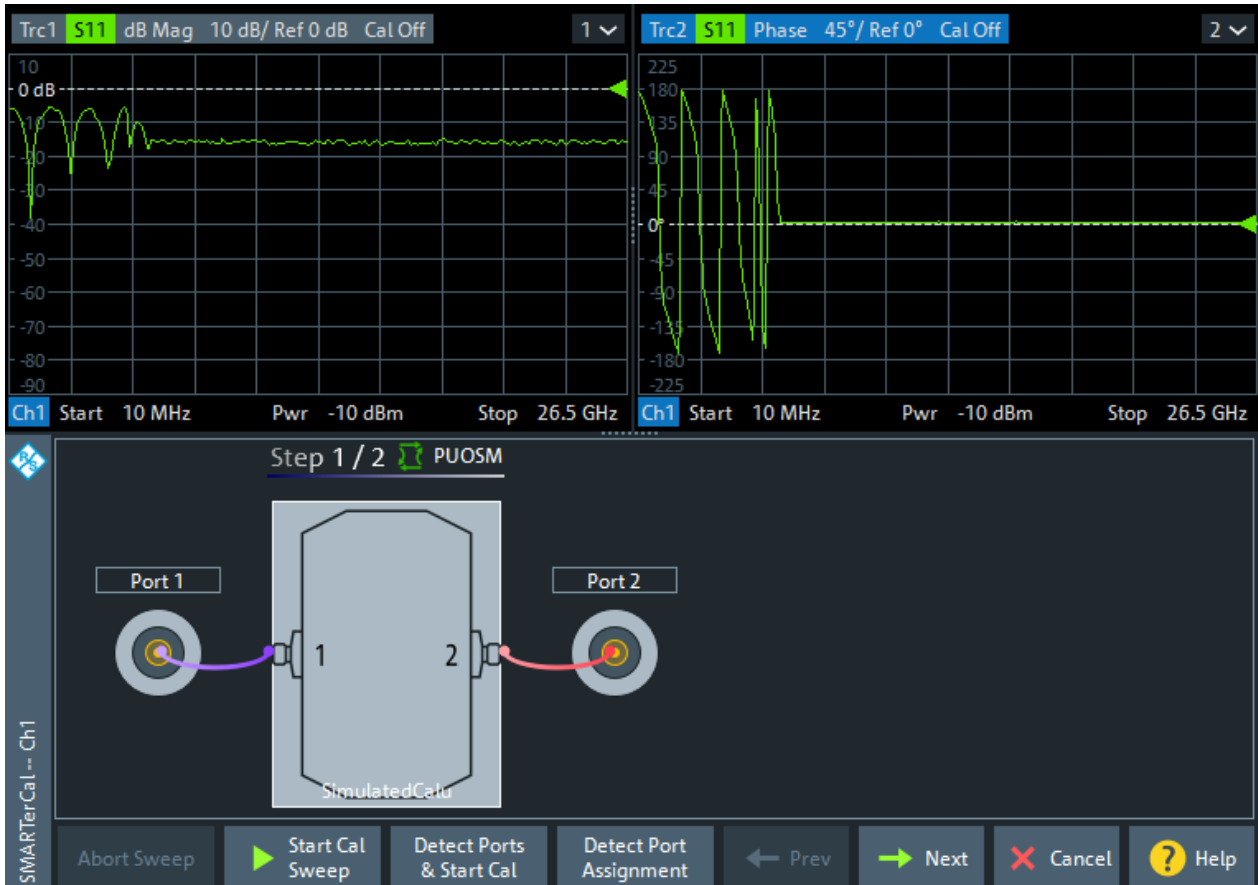 Trc1 S11 dB Mag 10 dB/ Ref 0 dB Cal Off 1
10
0 dB
-10
-20
-30
-40
-50
-60
-70
-80
-90
Ch1 Start 10 MHz Pwr -10 dBm Stop 26.5 GHz
Trc2 S11 Phase 45°/ Ref 0° Cal Off 2
225
180
135
90
45
0°
-45
-90
-135
-180
-225
Ch1 Start 10 MHz Pwr -10 dBm Stop 26.5 GHz
R/S
SMARTerCal -- Ch1
Step 1 / 2 PUOSM
Port 1
Port 2
1
2
SimulatedCalu
Abort Sweep
Start Cal
Sweep
Detect Ports
& Start Cal
Detect Port
Assignment
Prev
Next
Cancel
? Help